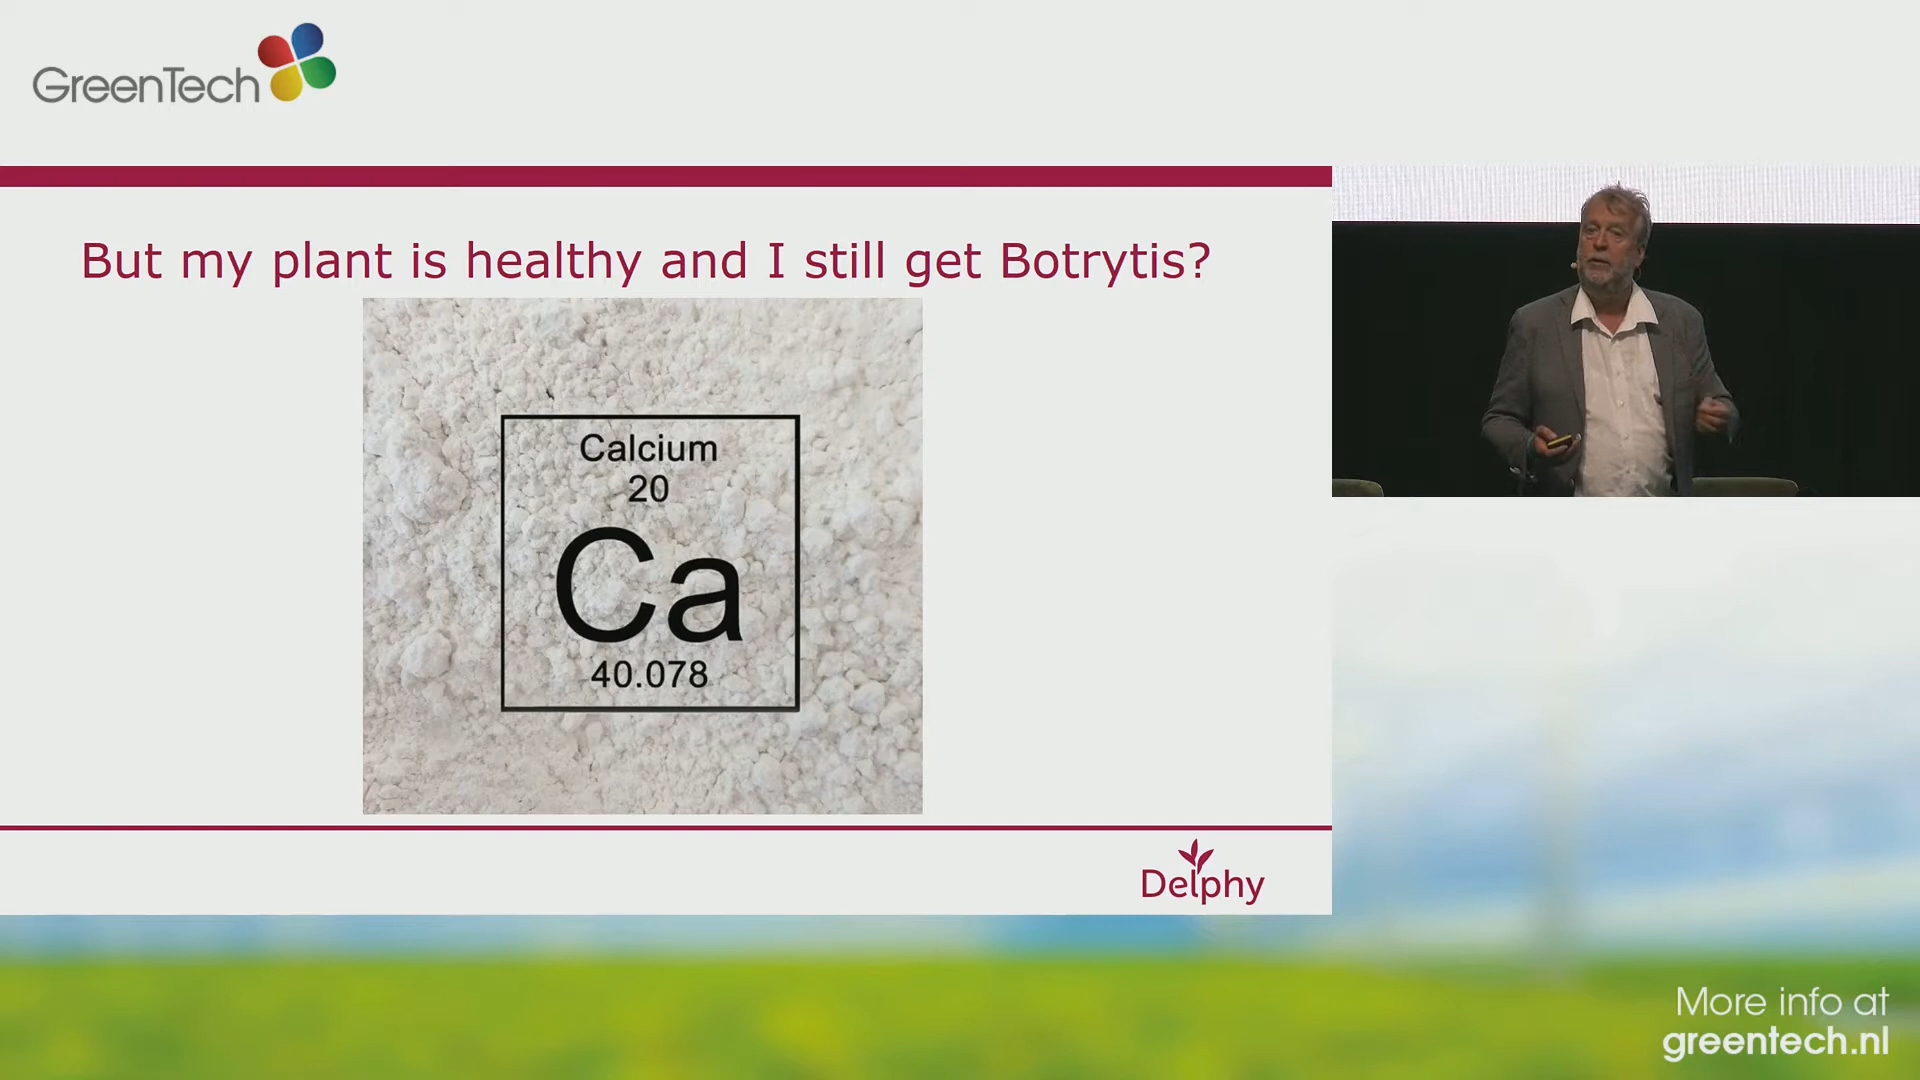 GreenTech
But my plant is healthy and I still get Botrytis?
Calcium
20
Ca
40.078
Delphy
More info at
greentech.nl